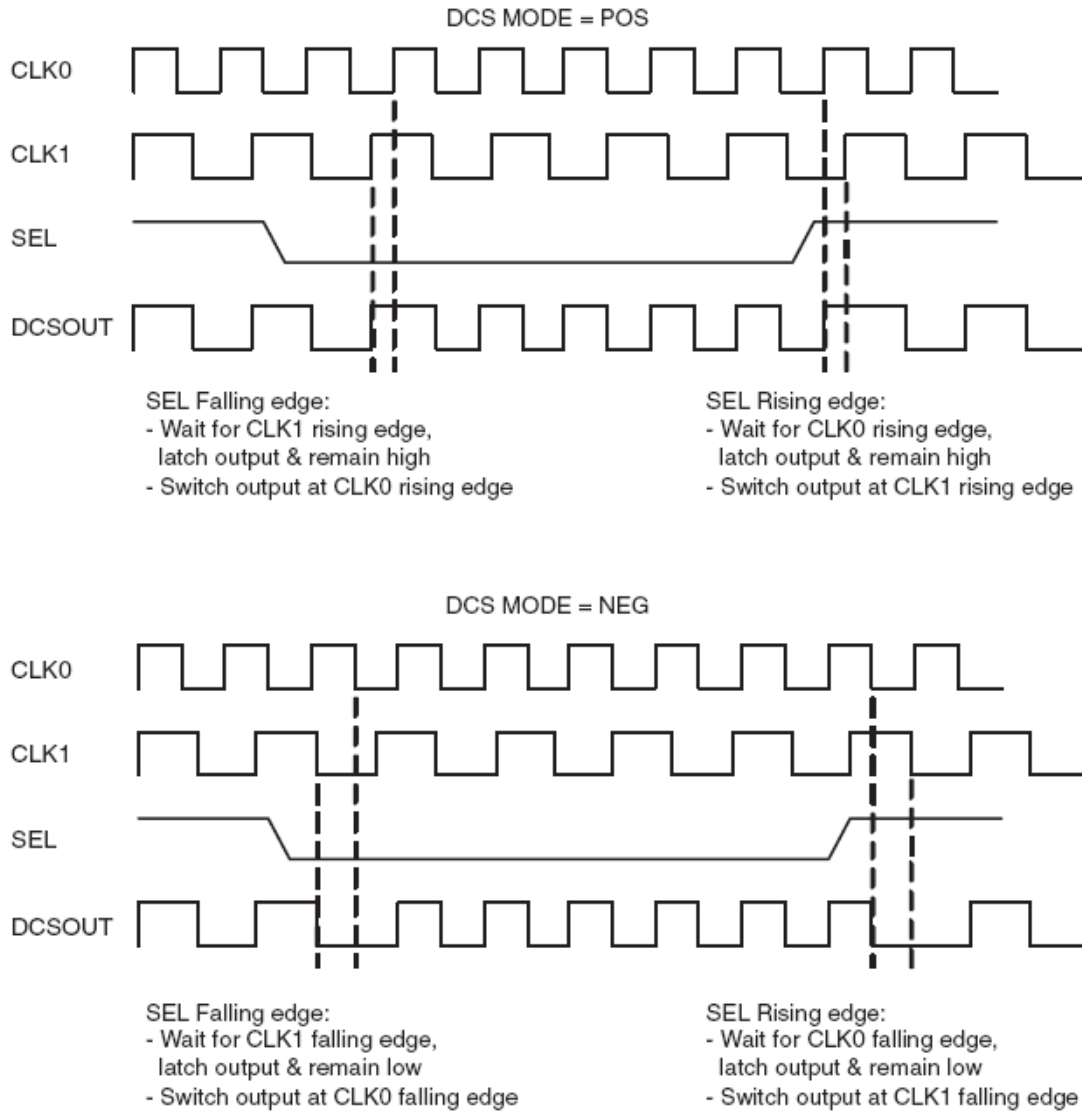 DCS MODE = POS
CLK0
CLK1
SEL
DCSOUT
SEL Falling edge:
- Wait for CLK1 rising edge,
latch output & remain high
- Switch output at CLK0 rising edge
SEL Rising edge:
- Wait for CLK0 rising edge,
latch output & remain high
- Switch output at CLK1 rising edge
DCS MODE = NEG
CLK0
CLK1
SEL
DCSOUT
SEL Falling edge:
- Wait for CLK1 falling edge,
latch output & remain low
- Switch output at CLK0 falling edge
SEL Rising edge:
- Wait for CLK0 falling edge,
latch output & remain low
- Switch output at CLK1 falling edge